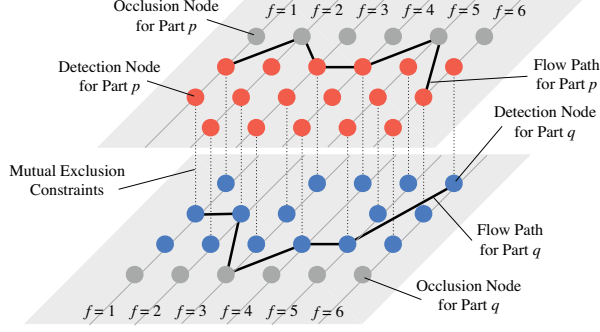 Occlusion Node
for Part p
f = 1 f = 2 f = 3 f = 4 f = 5 f = 6
Detection Node
for Part p
Flow Path
for Part p
Detection Node
for Part q
Mutual Exclusion
Constraints
Flow Path
for Part q
Occlusion Node
for Part q
f = 1 f = 2 f = 3 f = 4 f = 5 f = 6